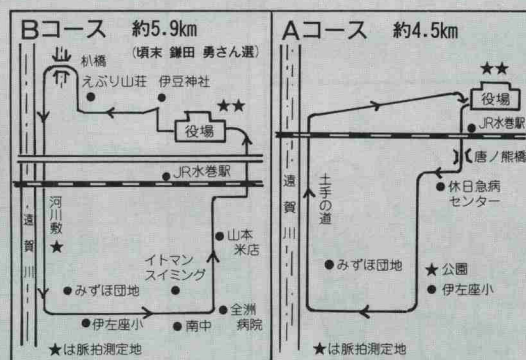 Bコース 約5.9km
(頃末 鎌田 勇さん選)
朳橋
えぶり山荘
伊豆神社
★★
役場
JR水巻駅
河川敷
★
遠賀川
山本
米店
イトマン
スイミング
みずほ団地
全洲
病院
伊左座小
南中
★は脈拍測定地
Aコース 約4.5km
★★
役場
JR水巻駅
唐ノ熊橋
休日急病
センター
遠賀川
土手の道
みずほ団地
★公園
伊左座小
★は脈拍測定地